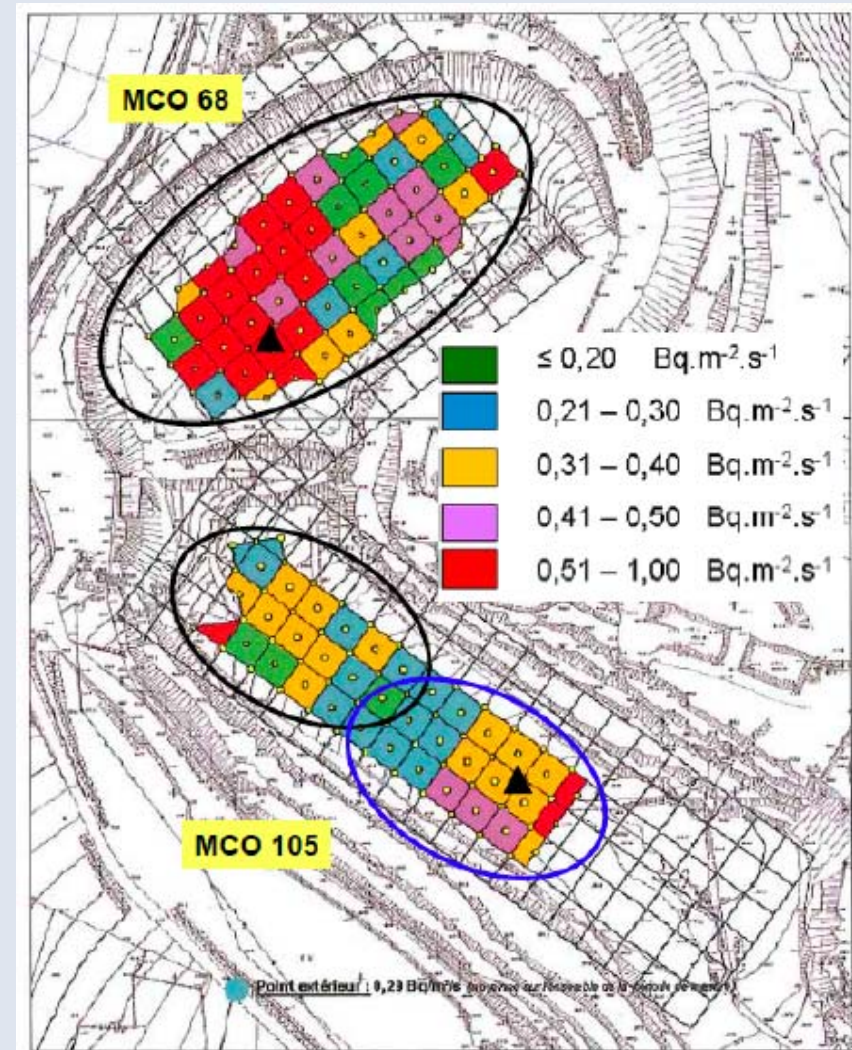 MCO 68
≤ 0,20 Bq.m-2.s-1
0,21 – 0,30 Bq.m-2.s-1
0,31 – 0,40 Bq.m-2.s-1
0,41 – 0,50 Bq.m-2.s-1
0,51 – 1,00 Bq.m-2.s-1
MCO 105
Point extérieur : 0,29 Bq/m²/s